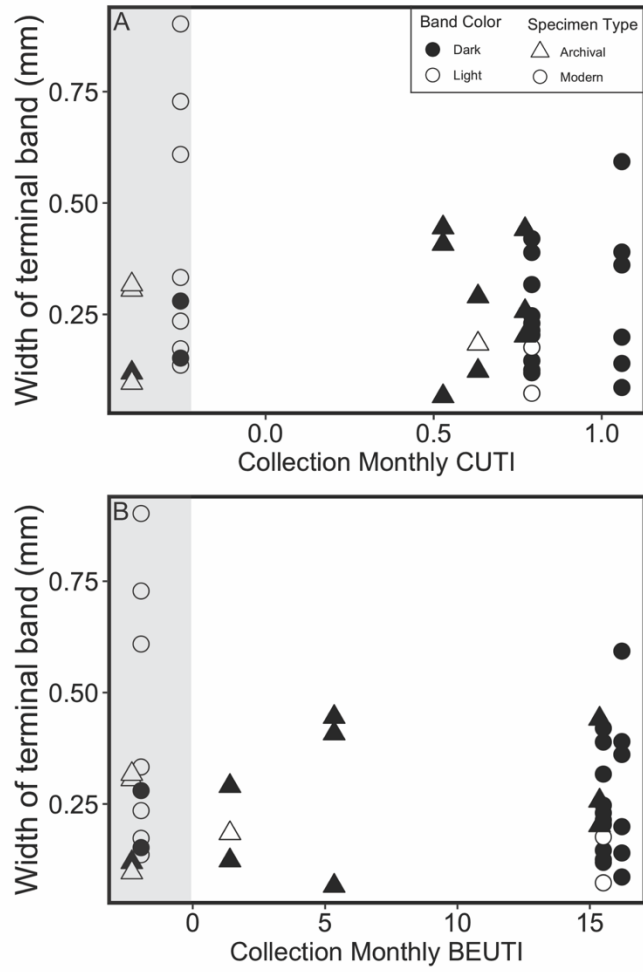 A
Band Color Specimen Type
Dark Archival
Light Modern
0.75
0.50
0.25
Width of terminal band (mm)
0.0 0.5 1.0
Collection Monthly CUTI
B
0.75
0.50
0.25
Width of terminal band (mm)
0 5 10 15
Collection Monthly BEUTI